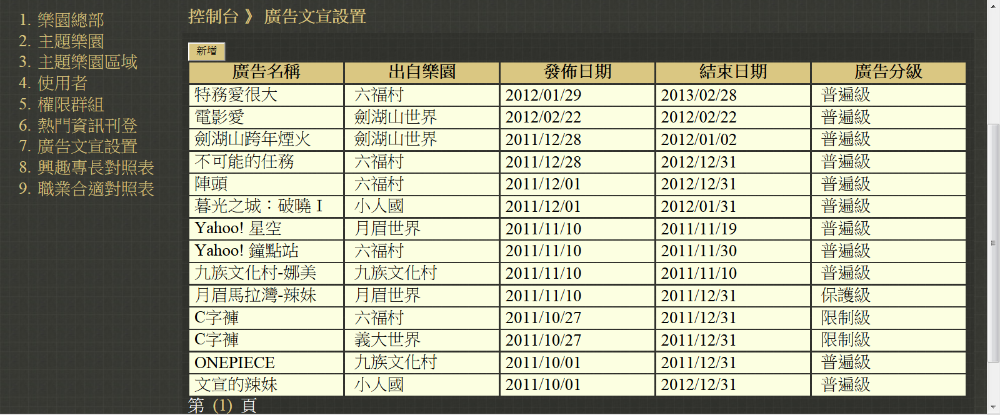 1. 樂園總部
2. 主題樂園
3. 主題樂園區域
4. 使用者
5. 權限群組
6. 熱門資訊刊登
7. 廣告文宣設置
8. 興趣專長對照表
9. 職業合適對照表
控制台 》 廣告文宣設置
新增
廣告名稱 出自樂園 發佈日期 結束日期 廣告分級
特務愛很大 六福村 2012/01/29 2013/02/28 普遍級
電影愛 劍湖山世界 2012/02/22 2012/02/22 普遍級
劍湖山跨年煙火 劍湖山世界 2011/12/28 2012/01/02 普遍級
不可能的任務 六福村 2011/12/28 2012/12/31 普遍級
陣頭 六福村 2011/12/01 2012/12/31 普遍級
暮光之城：破曉 I 小人國 2011/12/01 2012/01/31 普遍級
Yahoo! 星空 月眉世界 2011/11/10 2011/11/19 普遍級
Yahoo! 鐘點站 六福村 2011/11/10 2011/11/30 普遍級
九族文化村-娜美 九族文化村 2011/11/10 2011/11/10 普遍級
月眉馬拉灣-辣妹 月眉世界 2011/11/10 2011/12/31 保護級
C字褲 六福村 2011/10/27 2011/12/31 限制級
C字褲 義大世界 2011/10/27 2011/12/31 限制級
ONEPIECE 九族文化村 2011/10/01 2011/12/31 普遍級
文宣的辣妹 小人國 2011/10/01 2012/12/31 普遍級
第 (1) 頁